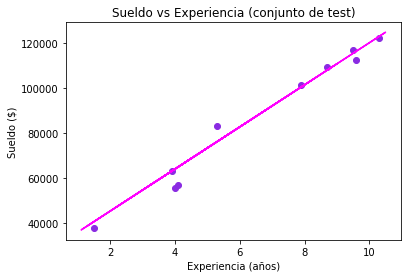 Sueldo vs Experiencia (conjunto de test)
120000
100000
80000
60000
40000
Sueldo ($)
2 4 6 8 10
Experiencia (años)